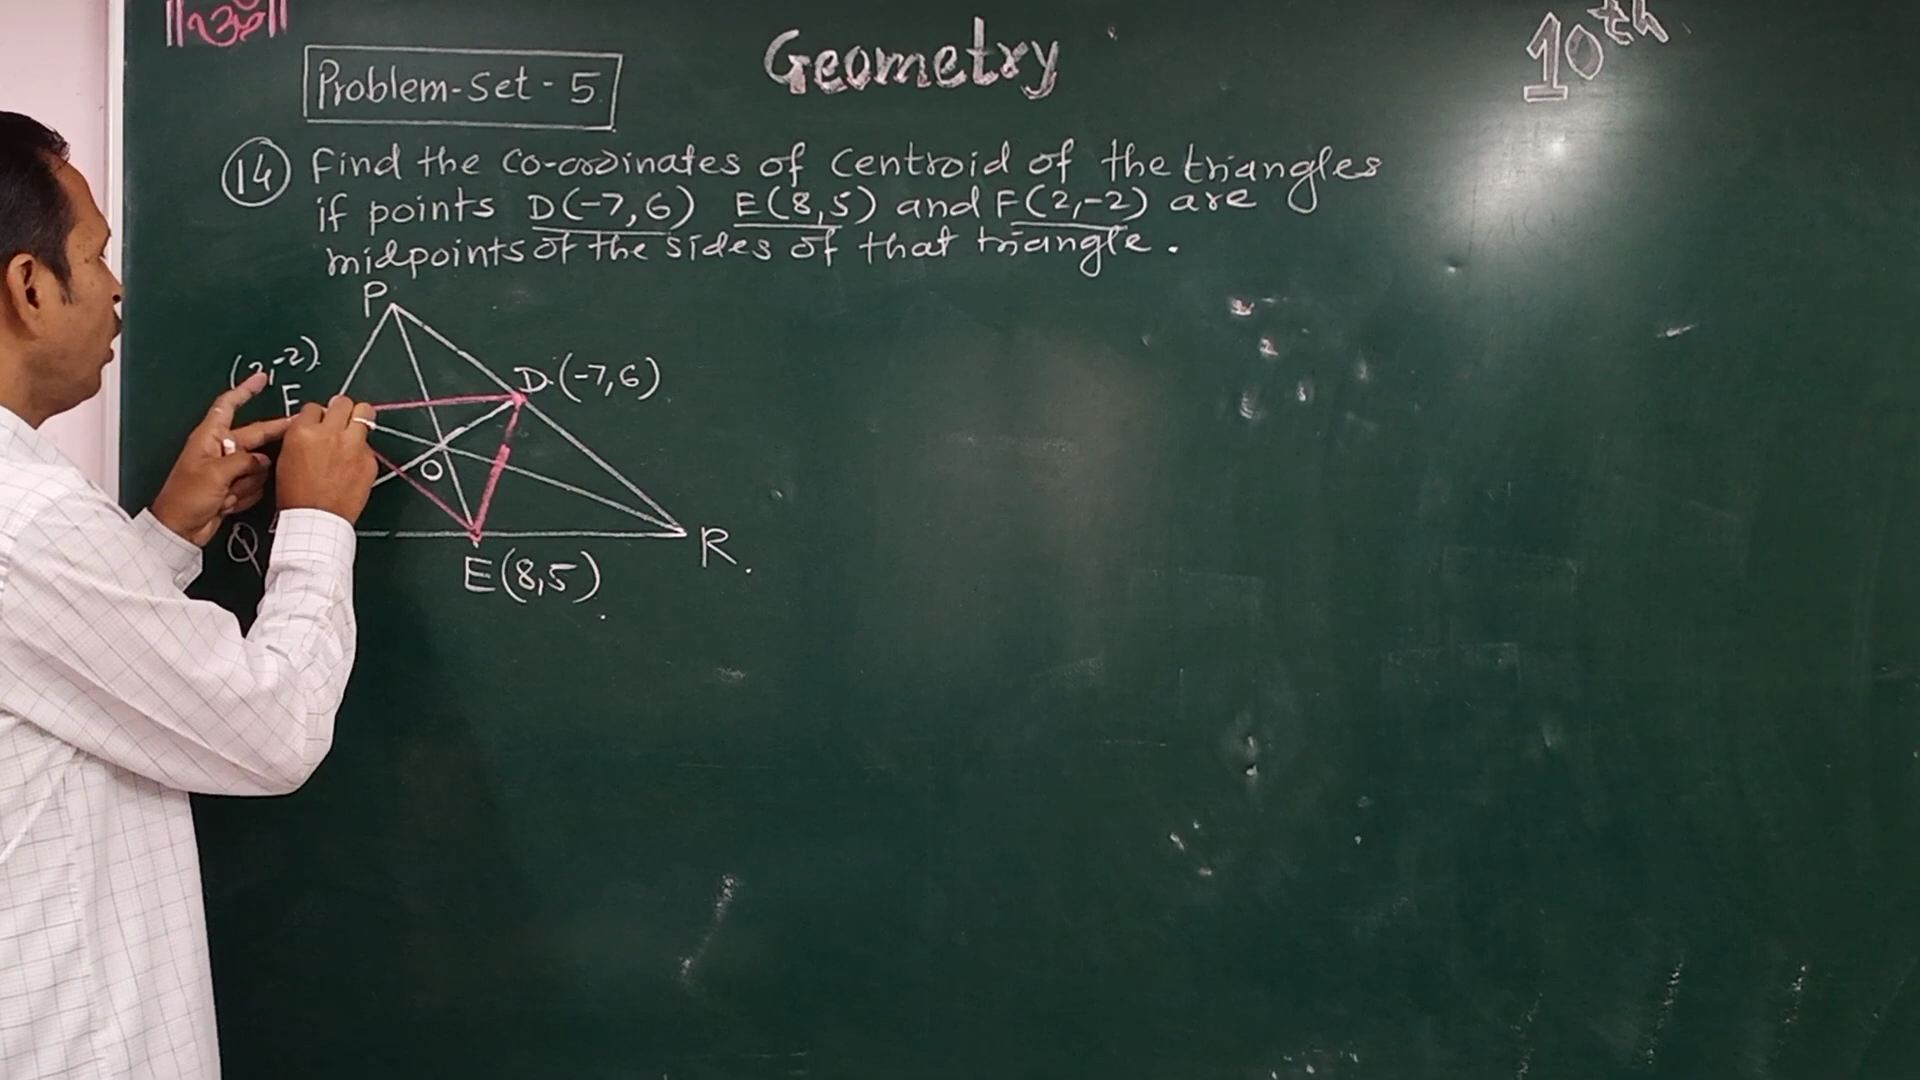 ॥ॐ॥
Geometry
10th
Problem-Set-5
14 Find the co-ordinates of centroid of the triangles
if points D(-7,6) E(8,5) and F(2,-2) are
midpoints of the sides of that triangle.
P
(2,-2)
F
D(-7,6)
O
Q
R
E(8,5)